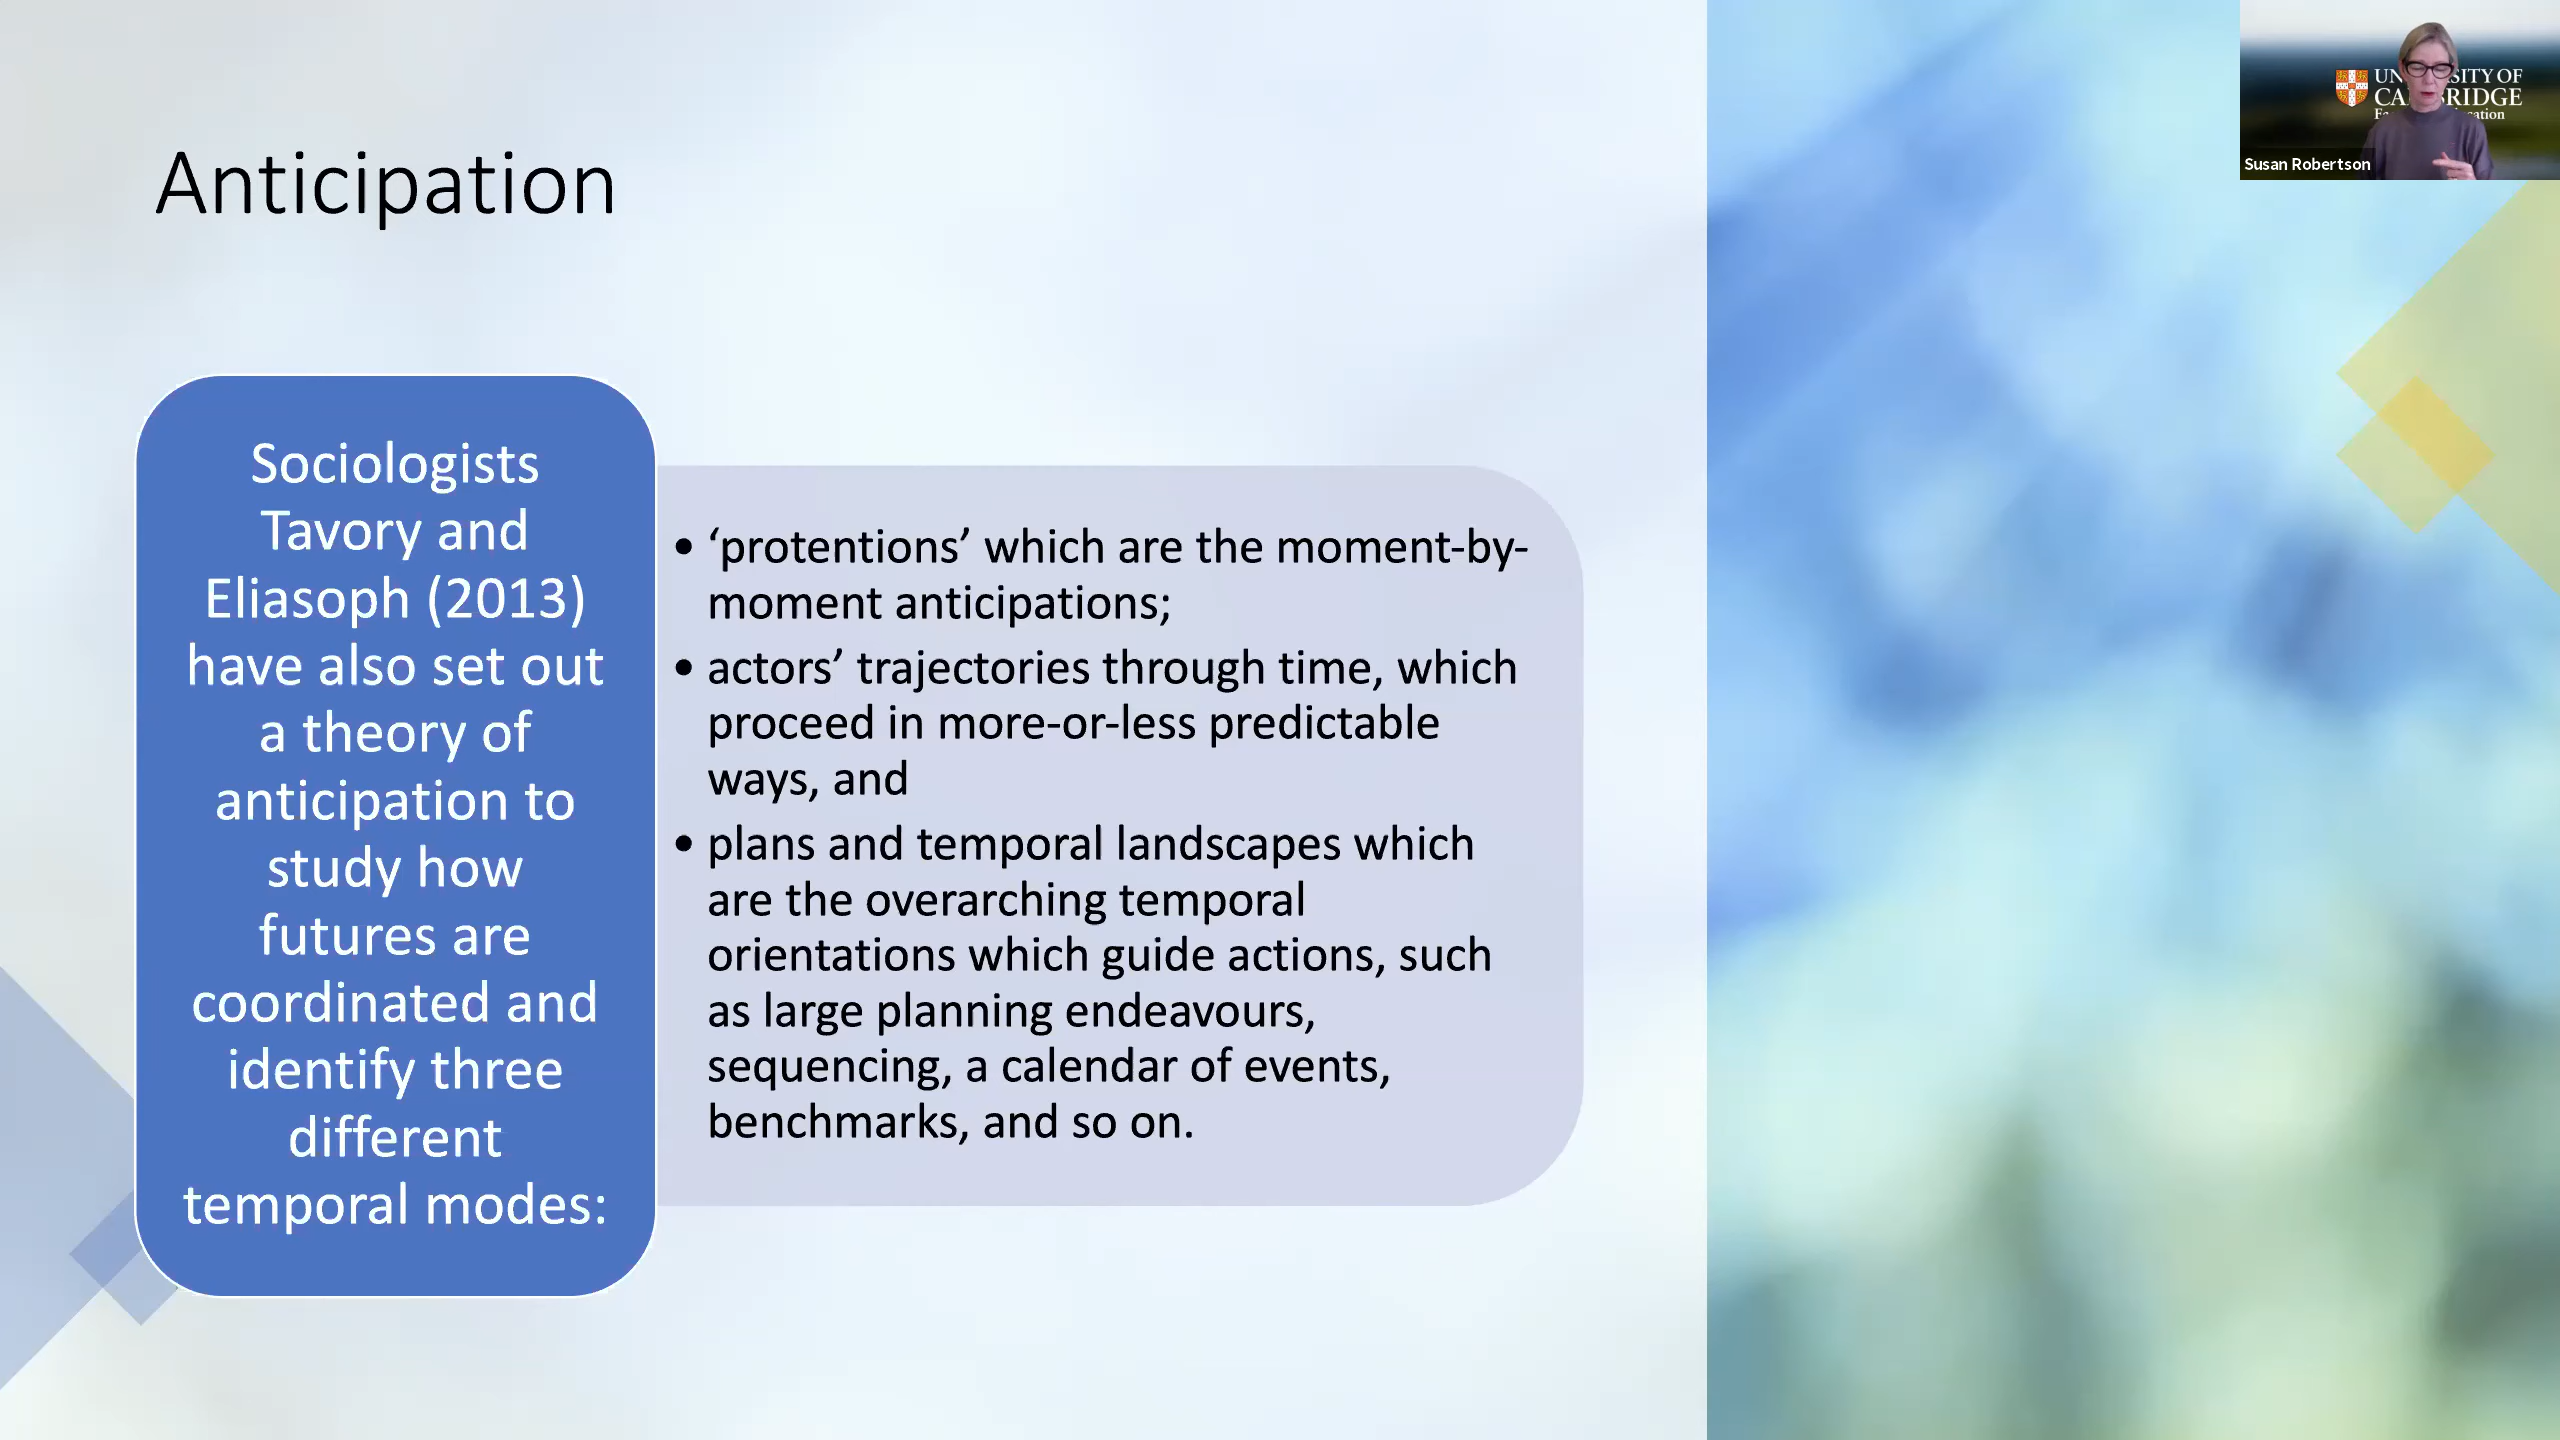 Anticipation
Sociologists
Tavory and
Eliasoph (2013)
have also set out
a theory of
anticipation to
study how
futures are
coordinated and
identify three
different
temporal modes:
• ‘protentions’ which are the moment-by-
moment anticipations;
• actors’ trajectories through time, which
proceed in more-or-less predictable
ways, and
• plans and temporal landscapes which
are the overarching temporal
orientations which guide actions, such
as large planning endeavours,
sequencing, a calendar of events,
benchmarks, and so on.
SITY OF
Susan Robertson